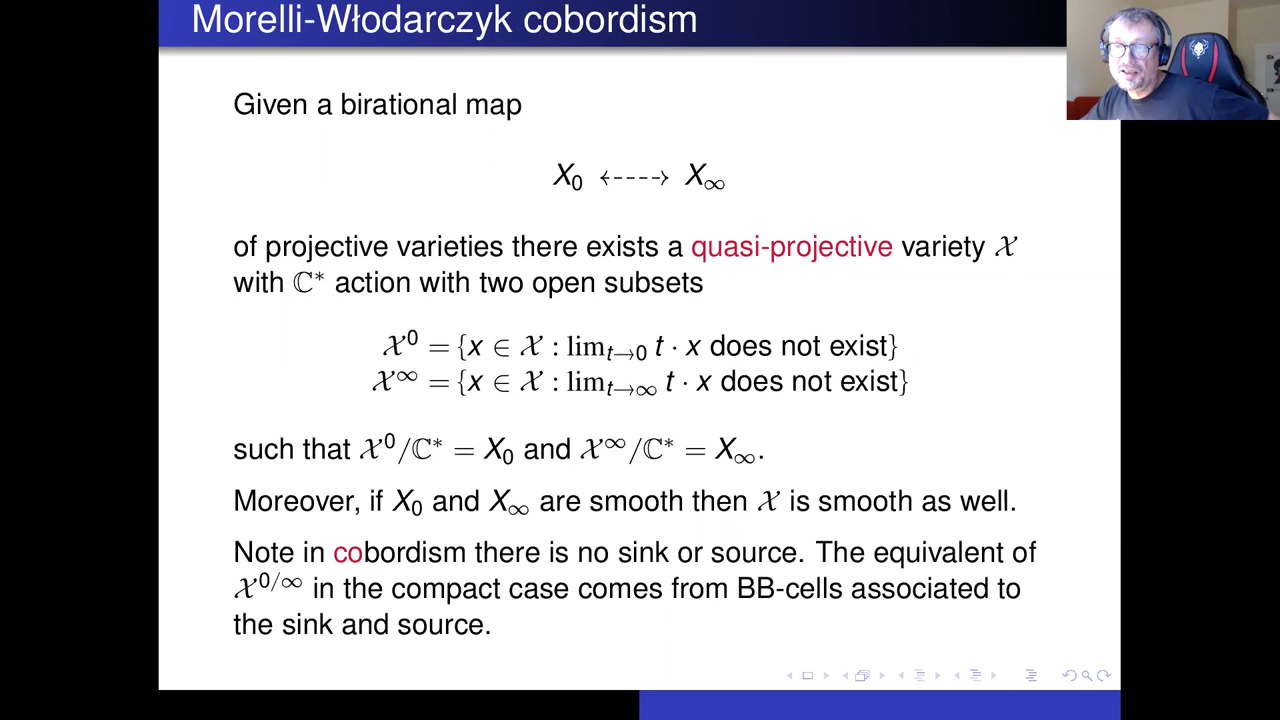 Morelli-Włodarczyk cobordism
Given a birational map
X₀ ⇠⇢ X∞
of projective varieties there exists a quasi-projective variety 𝒳
with ℂ* action with two open subsets
𝒳⁰ = {x ∈ 𝒳 : lim_{t→0} t · x does not exist}
𝒳^∞ = {x ∈ 𝒳 : lim_{t→∞} t · x does not exist}
such that 𝒳⁰/ℂ* = X₀ and 𝒳^∞/ℂ* = X∞.
Moreover, if X₀ and X∞ are smooth then 𝒳 is smooth as well.
Note in cobordism there is no sink or source. The equivalent of
𝒳^{0/∞} in the compact case comes from BB-cells associated to
the sink and source.